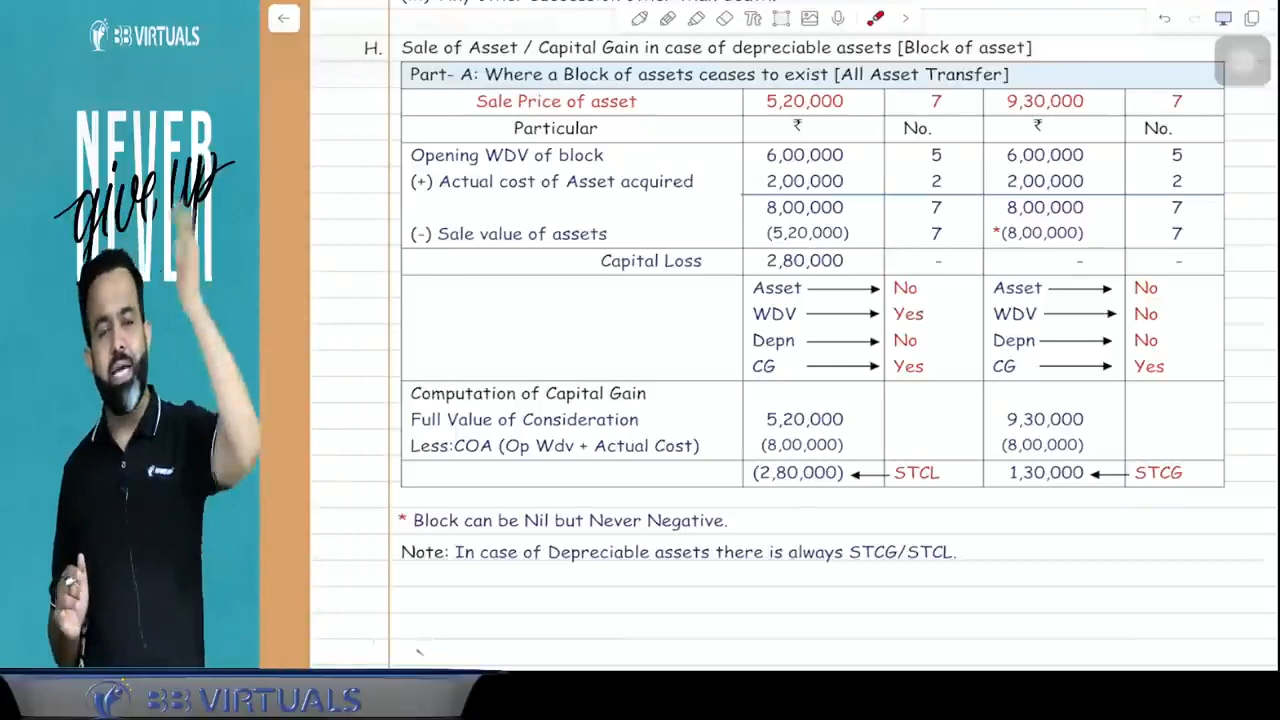 BB VIRTUALS
NEVER
give up
H. Sale of Asset / Capital Gain in case of depreciable assets [Block of asset]
Part- A: Where a Block of assets ceases to exist [All Asset Transfer]
Sale Price of asset 5,20,000 7 9,30,000 7
Particular ₹ No. ₹ No.
Opening WDV of block 6,00,000 5 6,00,000 5
(+) Actual cost of Asset acquired 2,00,000 2 2,00,000 2
8,00,000 7 8,00,000 7
(-) Sale value of assets (5,20,000) 7 *(8,00,000) 7
Capital Loss 2,80,000 - - -
Asset → No Asset → No
WDV → Yes WDV → No
Depn → No Depn → No
CG → Yes CG → Yes
Computation of Capital Gain
Full Value of Consideration 5,20,000 9,30,000
Less:COA (Op Wdv + Actual Cost) (8,00,000) (8,00,000)
(2,80,000) ← STCL 1,30,000 ← STCG
* Block can be Nil but Never Negative.
Note: In case of Depreciable assets there is always STCG/STCL.
BB VIRTUALS